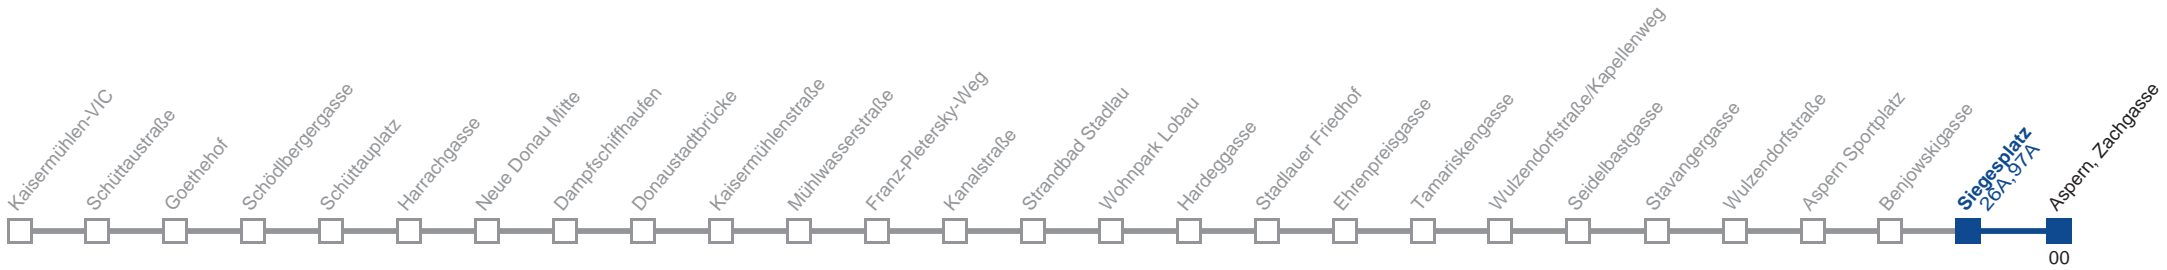 Kaisermühlen-VIC
Schüttaustraße
Goethehof
Schödlbergergasse
Schüttauplatz
Harrachgasse
Neue Donau Mitte
Dampfschiffhaufen
Donaustadtbrücke
Kaisermühlenstraße
Mühlwasserstraße
Franz-Pletersky-Weg
Kanalstraße
Strandbad Stadlau
Wohnpark Lobau
Hardeggasse
Stadlauer Friedhof
Ehrenpreisgasse
Tamariskengasse
Wulzendorfstraße/Kapellenweg
Seidelbastgasse
Stavangergasse
Wulzendorfstraße
Aspern Sportplatz
Benjowskigasse
Siegesplatz
26A,97A
Aspern, Zachgasse
00